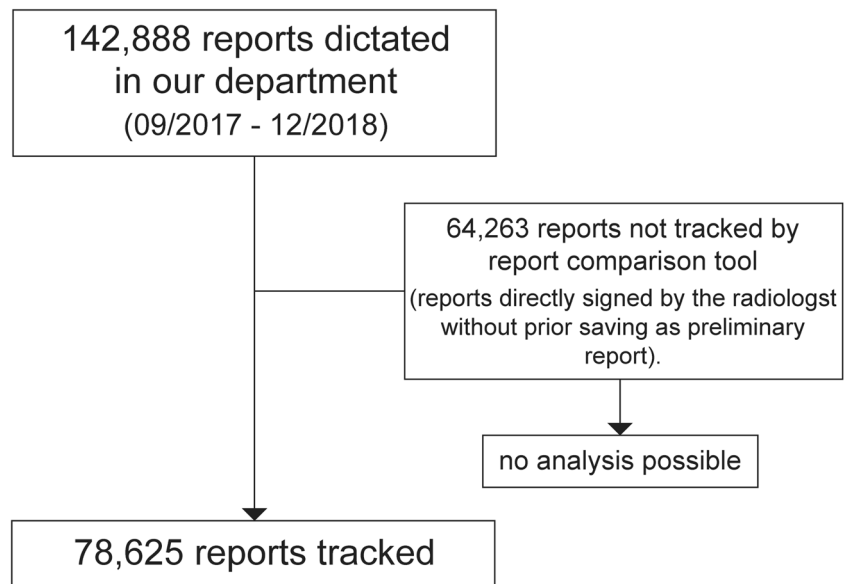 142,888 reports dictated
in our department
(09/2017 - 12/2018)
64,263 reports not tracked by
report comparison tool
(reports directly signed by the radiologst
without prior saving as preliminary
report).
no analysis possible
78,625 reports tracked